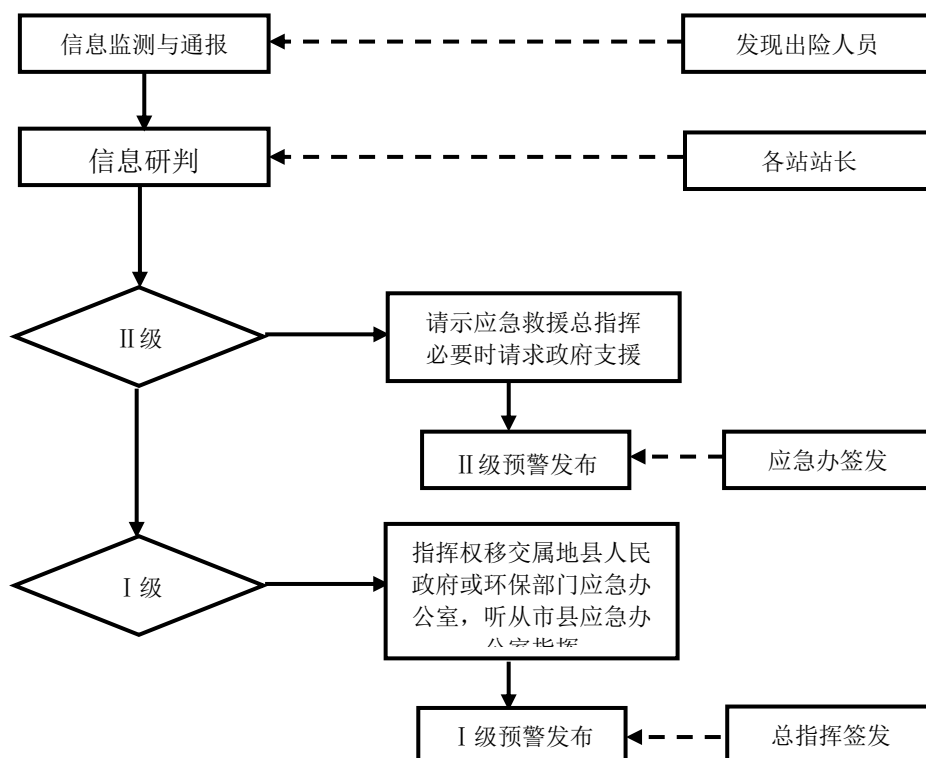 信息监测与通报
发现出险人员
信息研判
各站站长
Ⅱ级
请示应急救援总指挥
必要时请求政府支援
Ⅱ级预警发布
应急办签发
Ⅰ级
指挥权移交属地县人民
政府或环保部门应急办
公室，听从市县应急办
公室指挥
Ⅰ级预警发布
总指挥签发